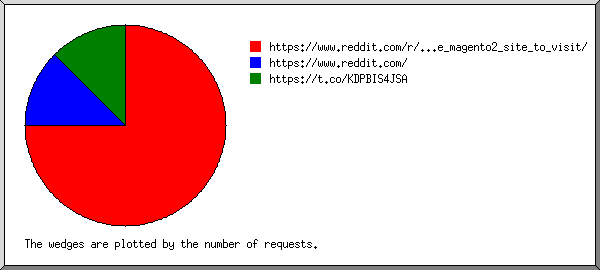 https://www.reddit.com/r/...e_magento2_site_to_visit/
https://www.reddit.com/
https://t.co/KDPBIS4JSA
The wedges are plotted by the number of requests.